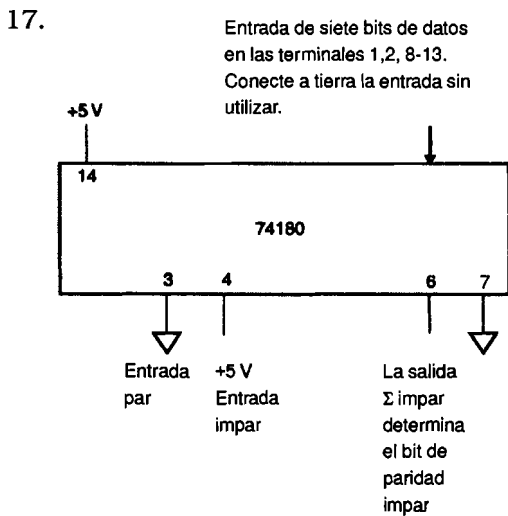 17.
Entrada de siete bits de datos
en las terminales 1,2, 8-13.
Conecte a tierra la entrada sin
utilizar.
+5 V
14
74180
3 4 6 7
Entrada
par
+5 V
Entrada
impar
La salida
Σ impar
determina
el bit de
paridad
impar